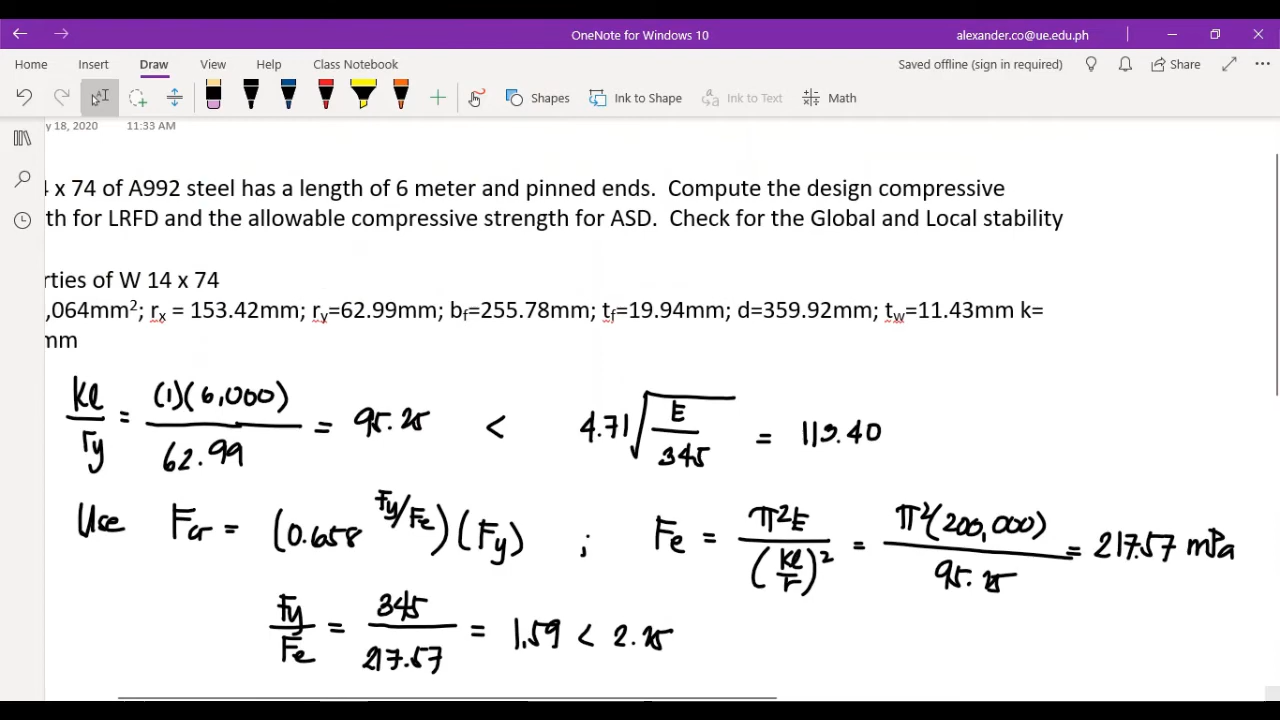 OneNote for Windows 10
alexander.co@ue.edu.ph
Home Insert Draw View Help Class Notebook Saved offline (sign in required) Share
Shapes Ink to Shape Ink to Text Math
y 18, 2020 11:33 AM
4 x 74 of A992 steel has a length of 6 meter and pinned ends. Compute the design compressive
th for LRFD and the allowable compressive strength for ASD. Check for the Global and Local stability
rties of W 14 x 74
,064mm²; rx = 153.42mm; ry=62.99mm; bf=255.78mm; tf=19.94mm; d=359.92mm; tw=11.43mm k=
mm
Kl/ry = (1)(6,000)/62.99 = 95.25 < 4.71√(E/345) = 113.40
Use Fcr = (0.658^(Fy/Fe))(Fy) ; Fe = π²E/(Kl/r)² = π²(200,000)/95.25 = 217.57 mPa
Fy/Fe = 345/217.57 = 1.59 < 2.25